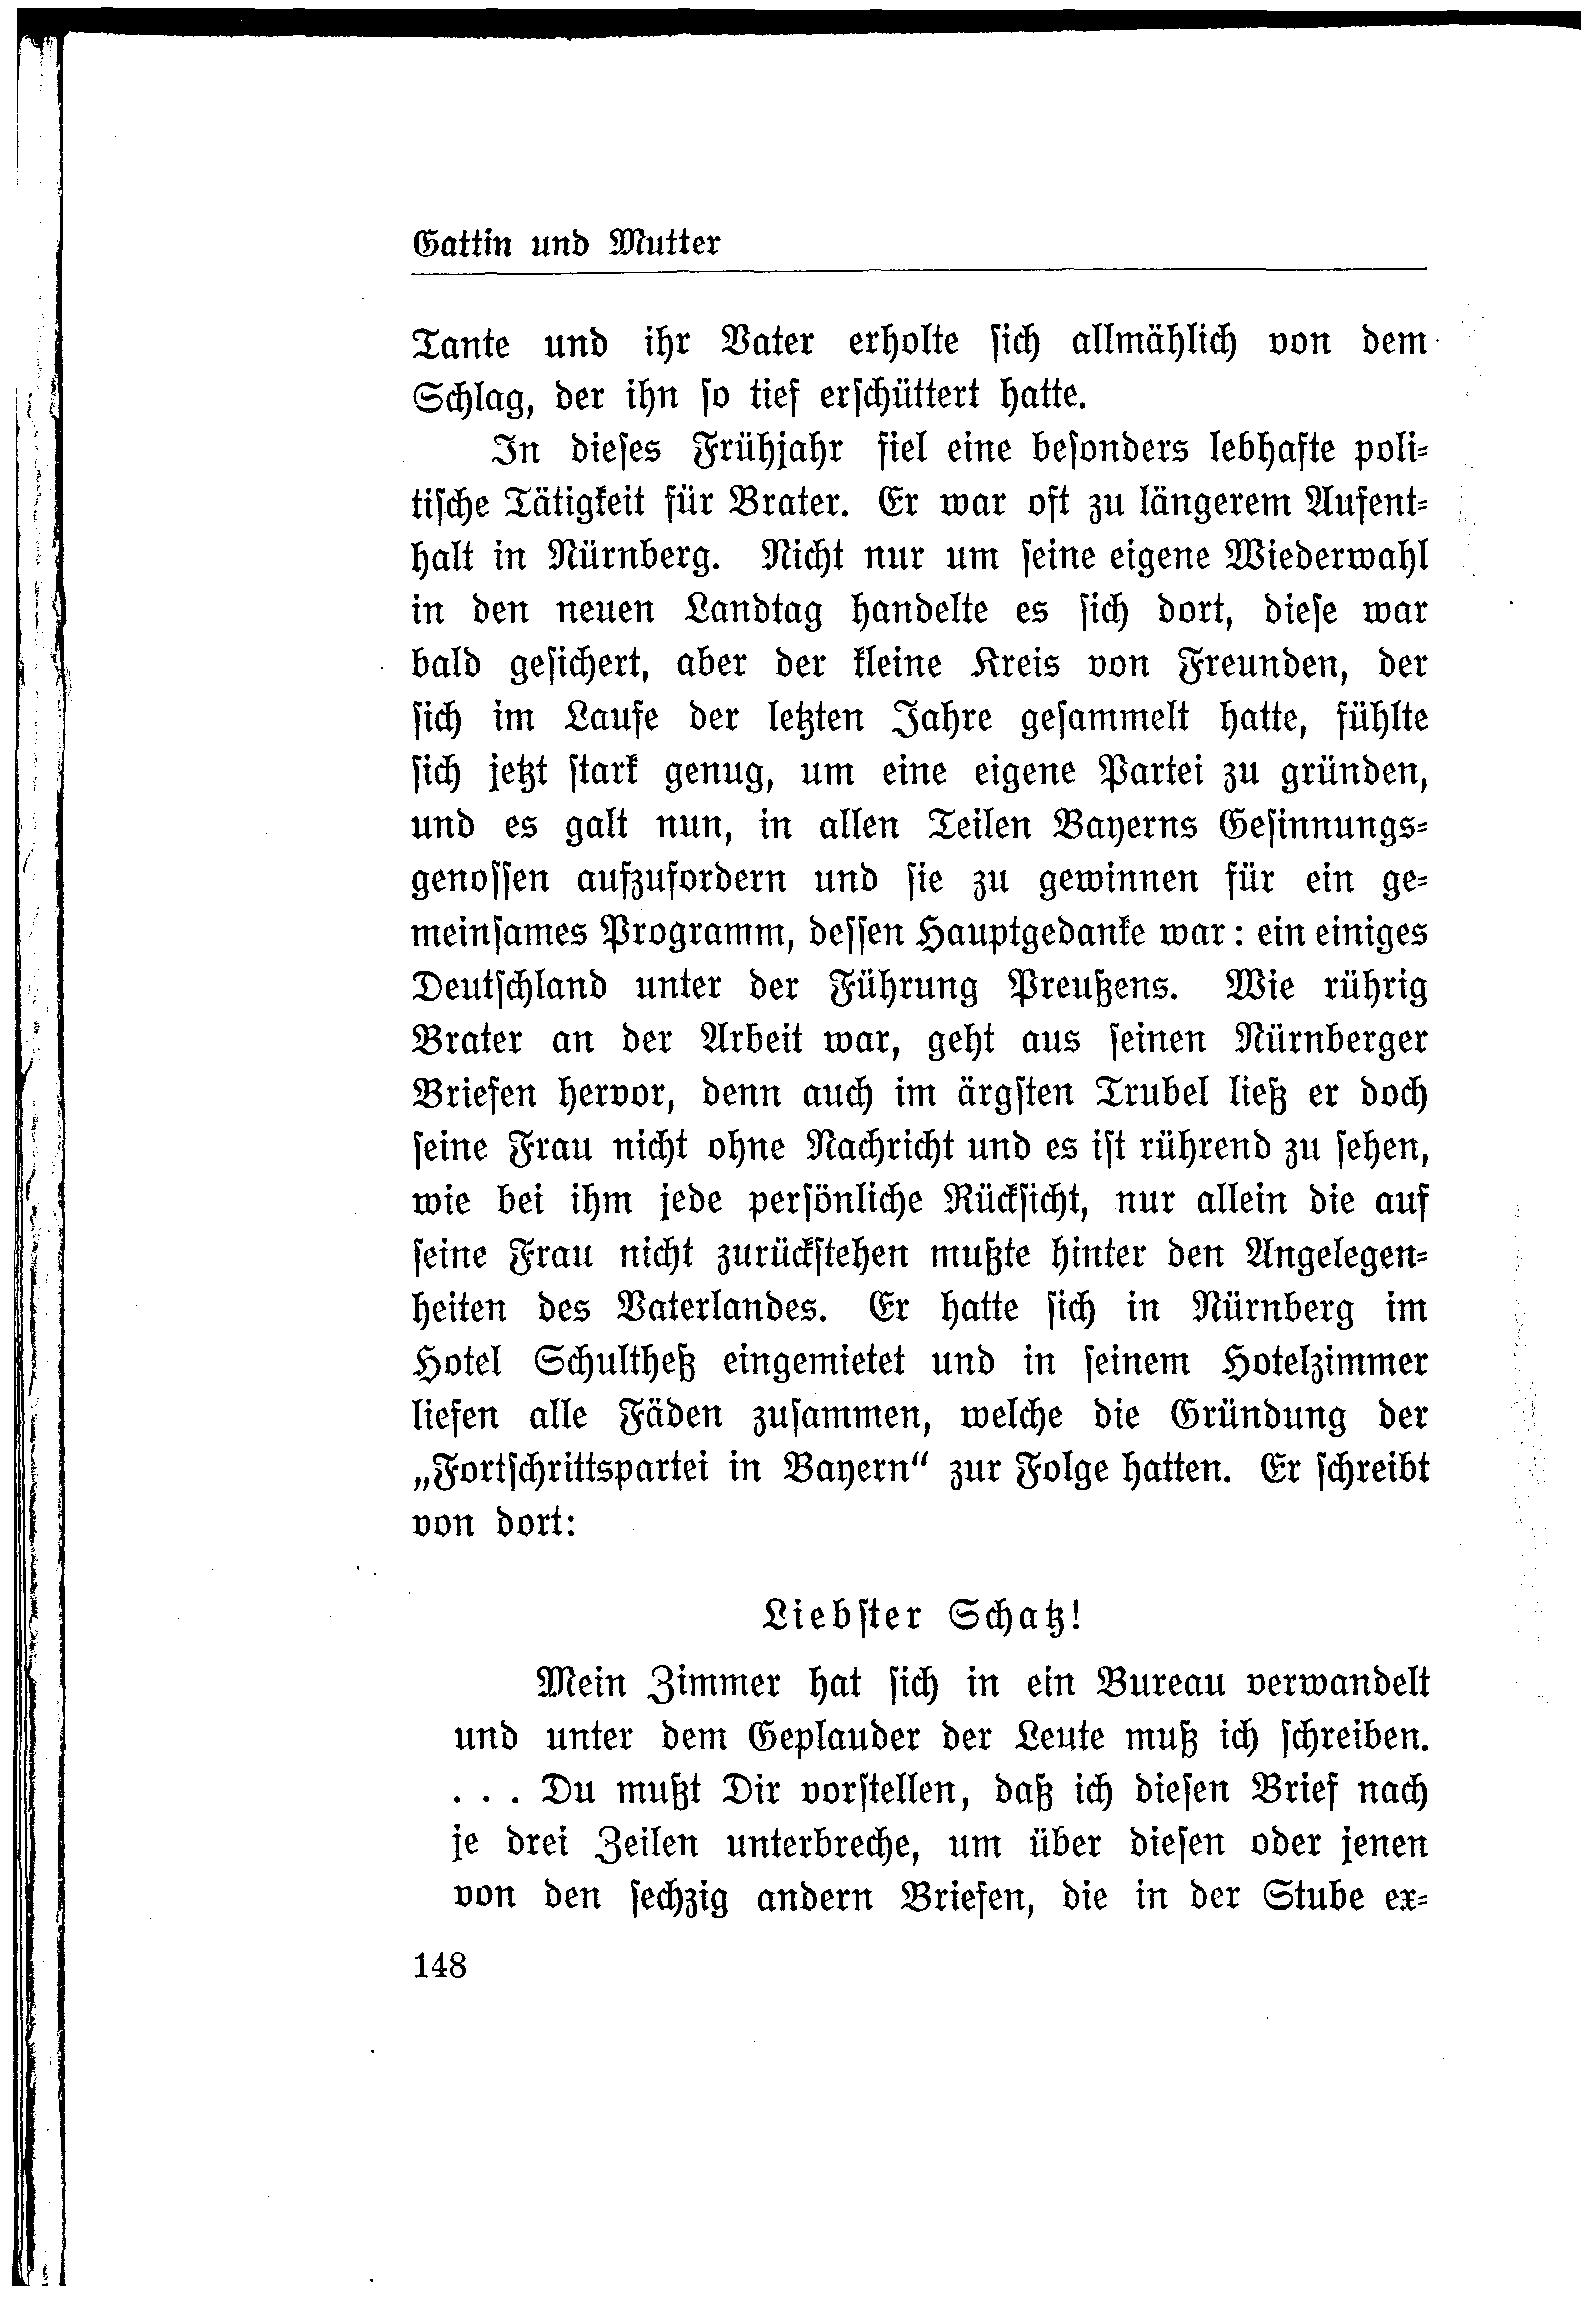 Gattin und Mutter
Tante und ihr Vater erholte sich allmählich von dem
Schlag, der ihn so tief erschüttert hatte.
In dieses Frühjahr fiel eine besonders lebhafte poli-
tische Tätigkeit für Brater. Er war oft zu längerem Aufent-
halt in Nürnberg. Nicht nur um seine eigene Wiederwahl
in den neuen Landtag handelte es sich dort, diese war
bald gesichert, aber der kleine Kreis von Freunden, der
sich im Laufe der letzten Jahre gesammelt hatte, fühlte
sich jetzt stark genug, um eine eigene Partei zu gründen,
und es galt nun, in allen Teilen Bayerns Gesinnungs-
genossen aufzufordern und sie zu gewinnen für ein ge-
meinsames Programm, dessen Hauptgedanke war: ein einiges
Deutschland unter der Führung Preußens. Wie rührig
Brater an der Arbeit war, geht aus seinen Nürnberger
Briefen hervor, denn auch im ärgsten Trubel ließ er doch
seine Frau nicht ohne Nachricht und es ist rührend zu sehen,
wie bei ihm jede persönliche Rücksicht, nur allein die auf
seine Frau nicht zurückstehen mußte hinter den Angelegen-
heiten des Vaterlandes. Er hatte sich in Nürnberg im
Hotel Schultheß eingemietet und in seinem Hotelzimmer
liefen alle Fäden zusammen, welche die Gründung der
„Fortschrittspartei in Bayern“ zur Folge hatten. Er schreibt
von dort:
Liebster Schatz!
Mein Zimmer hat sich in ein Bureau verwandelt
und unter dem Geplauder der Leute muß ich schreiben.
. . . Du mußt Dir vorstellen, daß ich diesen Brief nach
je drei Zeilen unterbreche, um über diesen oder jenen
von den sechzig andern Briefen, die in der Stube ex-
148